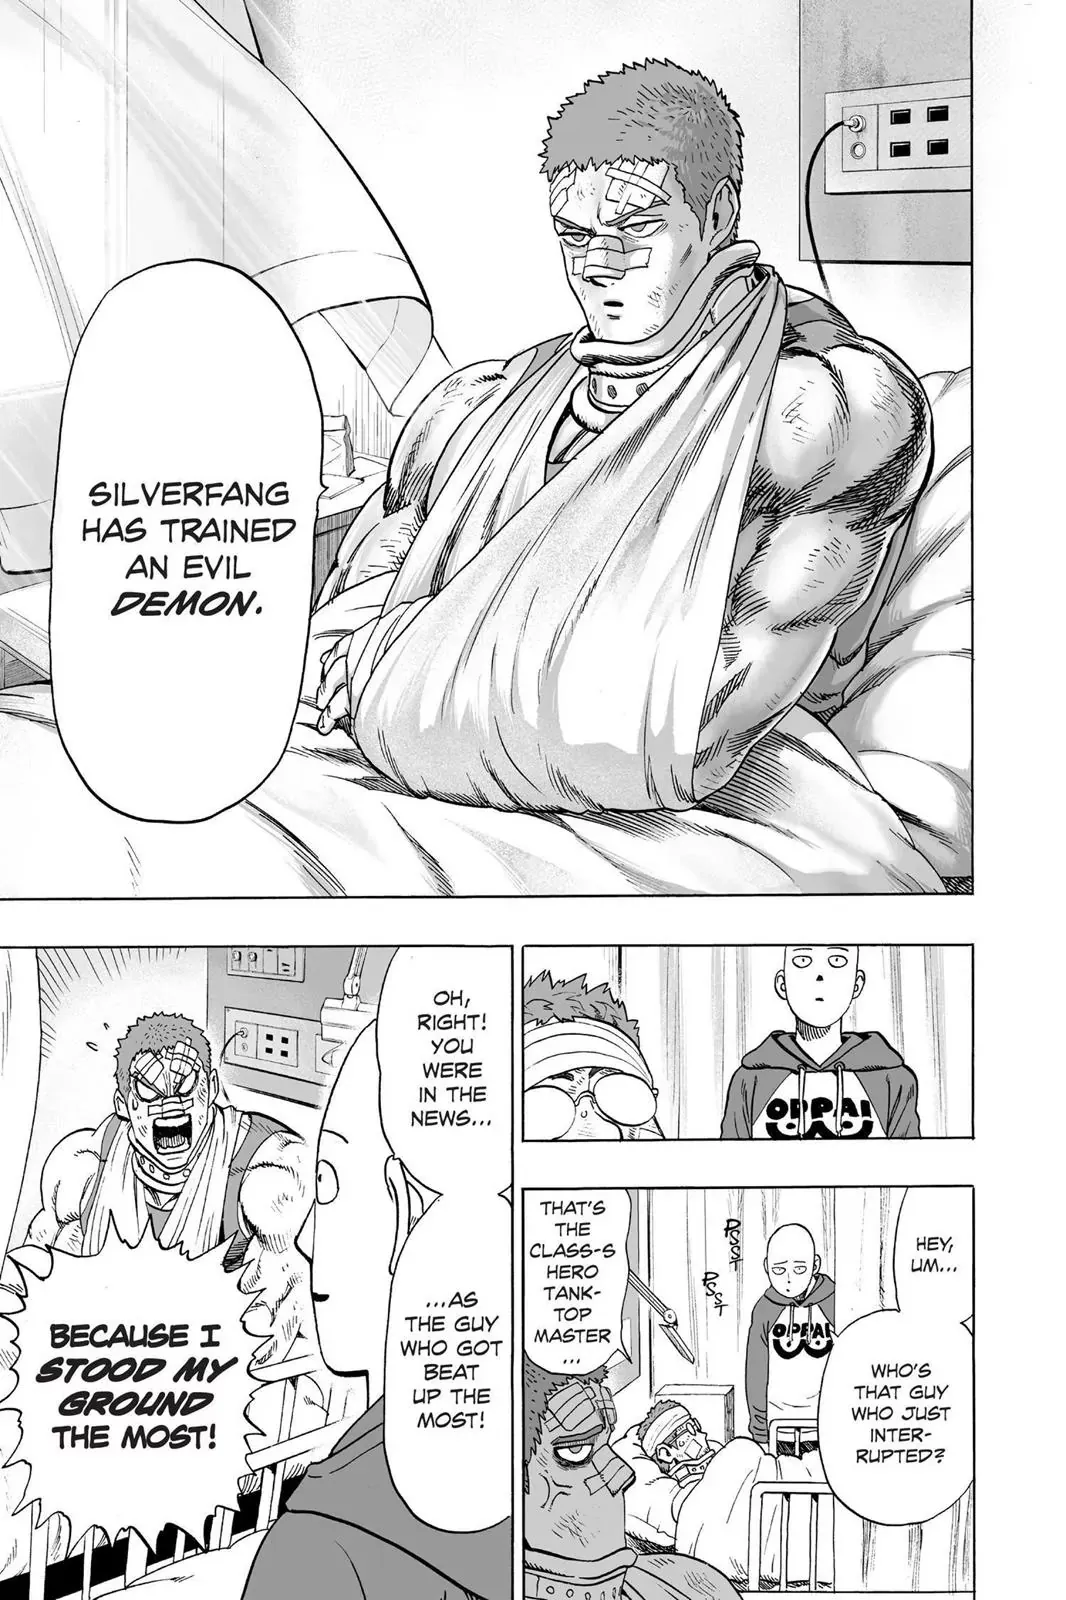 SILVERFANG
HAS TRAINED
AN EVIL
DEMON.
OPPAI
HEY,
UM...
WHO'S
THAT GUY
WHO JUST
INTER-
RUPTED?
PSST
PSST
OPPAI
THAT'S
THE
CLASS-S
HERO
TANK-
TOP
MASTER
...
OH,
RIGHT!
YOU
WERE
IN THE
NEWS...
...AS
THE GUY
WHO GOT
BEAT
UP THE
MOST!
BECAUSE I
STOOD MY
GROUND
THE MOST!